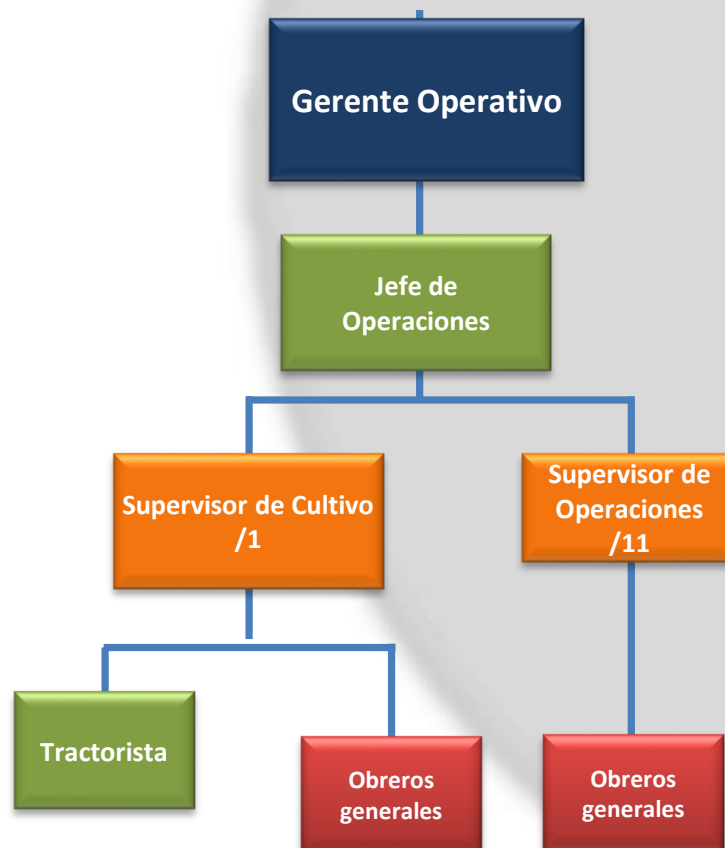 Gerente Operativo
Jefe de
Operaciones
Supervisor de Cultivo
/1
Supervisor de
Operaciones
/11
Tractorista
Obreros
generales
Obreros
generales